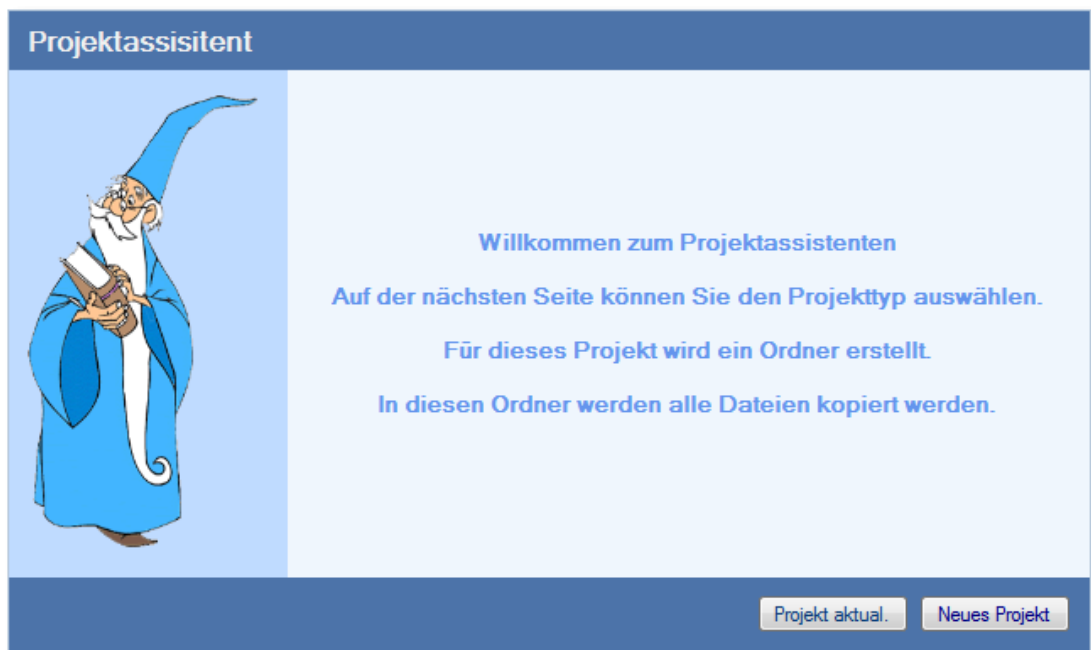 Projektassisitent
Willkommen zum Projektassistenten
Auf der nächsten Seite können Sie den Projekttyp auswählen.
Für dieses Projekt wird ein Ordner erstellt.
In diesen Ordner werden alle Dateien kopiert werden.
Projekt aktual.
Neues Projekt